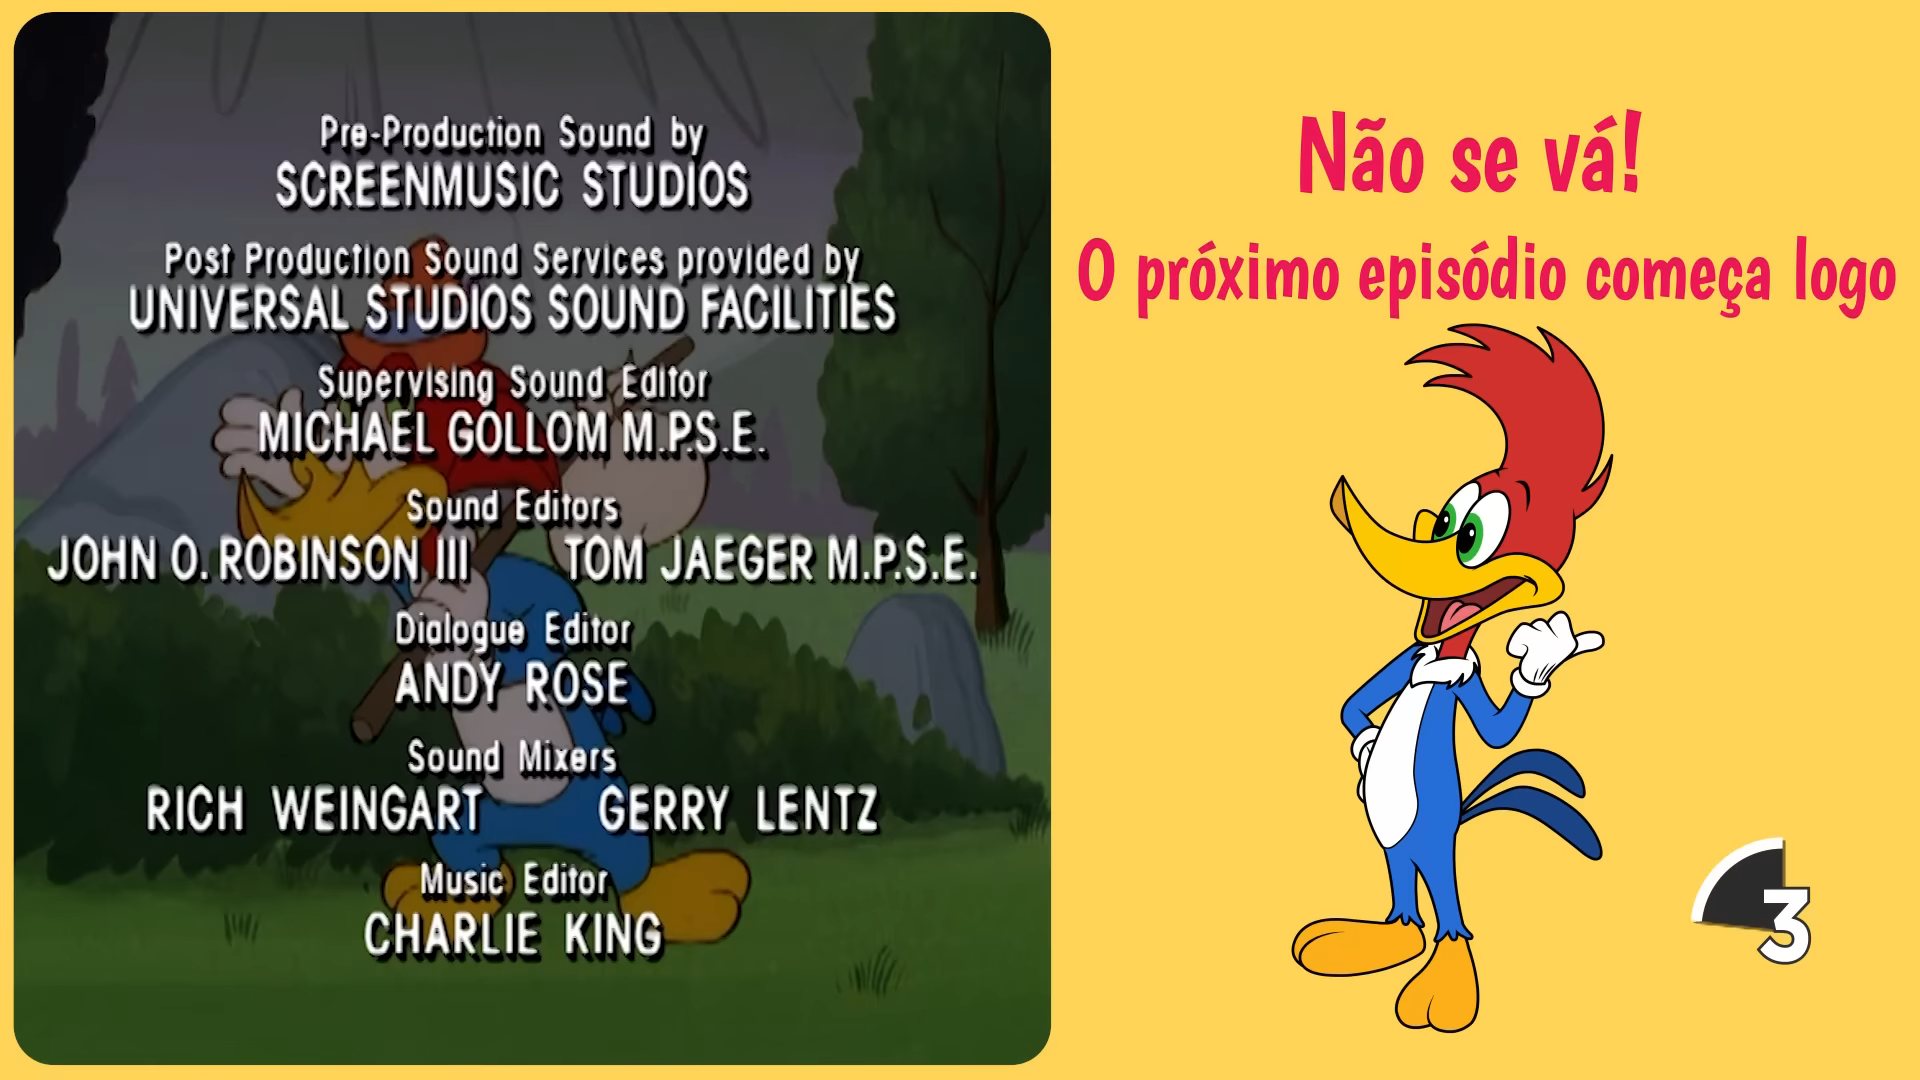 Pre-Production Sound by
SCREENMUSIC STUDIOS
Post Production Sound Services provided by
UNIVERSAL STUDIOS SOUND FACILITIES
Supervising Sound Editor
MICHAEL GOLLOM M.P.S.E.
Sound Editors
JOHN O. ROBINSON III TOM JAEGER M.P.S.E.
Dialogue Editor
ANDY ROSE
Sound Mixers
RICH WEINGART GERRY LENTZ
Music Editor
CHARLIE KING
Não se vá!
O próximo episódio começa logo
3